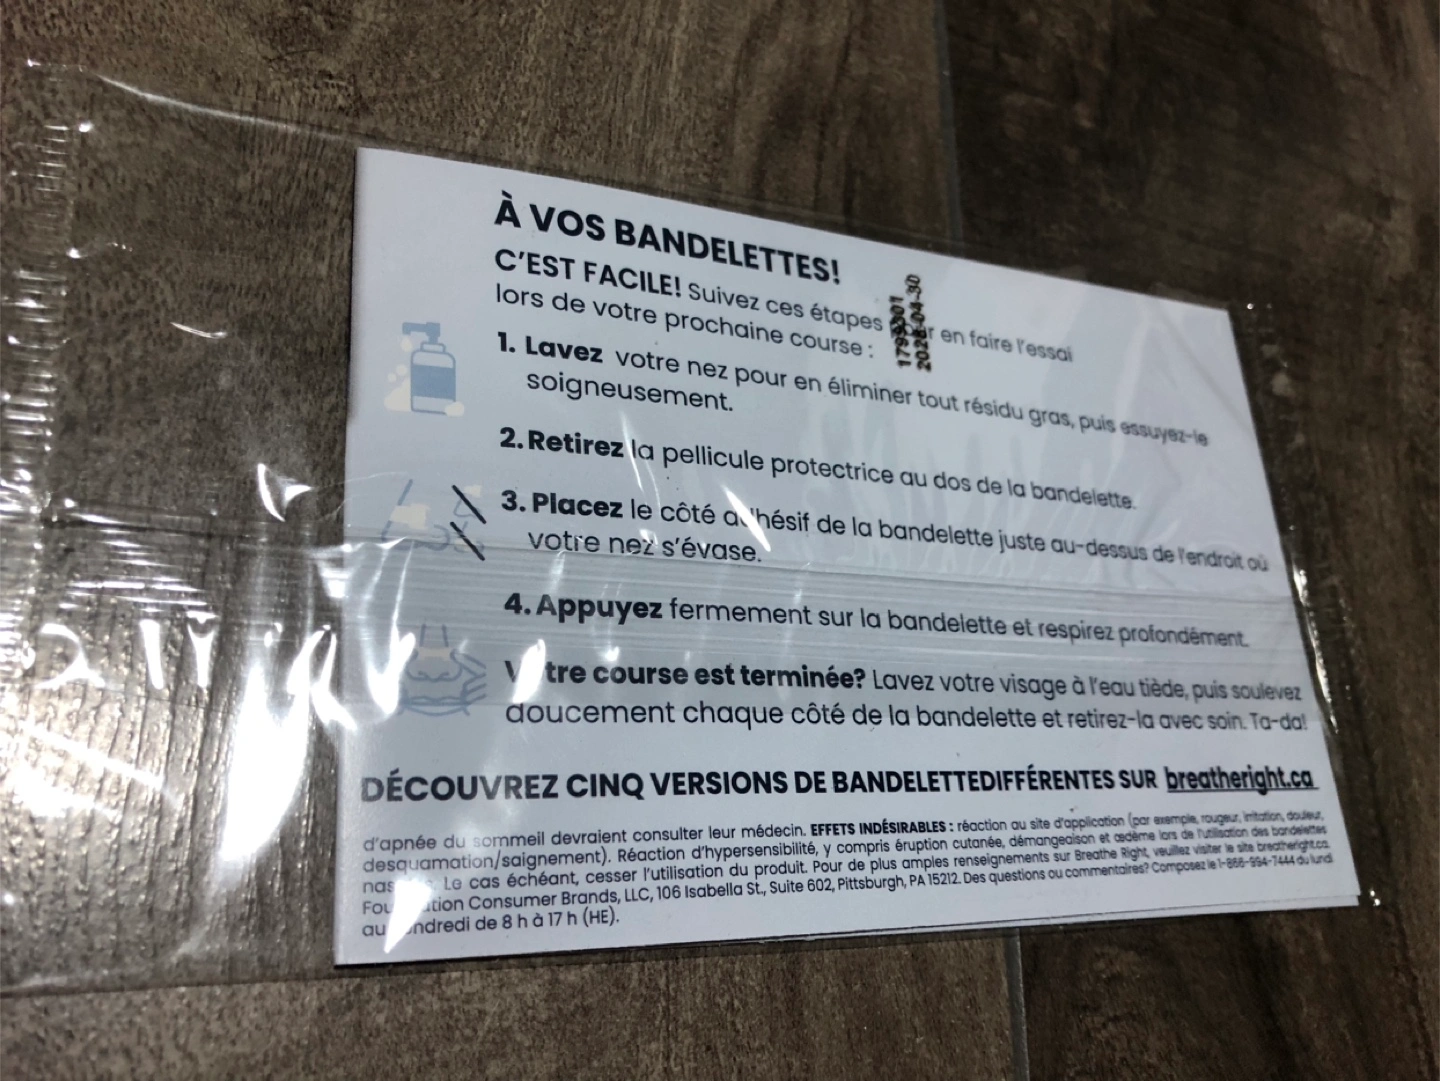 À VOS BANDELETTES!
C'EST FACILE! Suivez ces étapes en faire l'essai
lors de votre prochaine course :
1. Lavez votre nez pour en éliminer tout résidu gras, puis essuyez-le
soigneusement.
2. Retirez la pellicule protectrice au dos de la bandelette.
3. Placez le côté adhésif de la bandelette juste au-dessus de l'endroit où
votre nez s'évase.
4. Appuyez fermement sur la bandelette et respirez profondément.
Votre course est terminée? Lavez votre visage à l'eau tiède, puis soulevez
doucement chaque côté de la bandelette et retirez-la avec soin. Ta-da!
DÉCOUVREZ CINQ VERSIONS DE BANDELETTEDIFFÉRENTES SUR breatheright.ca
d'apnée du sommeil devraient consulter leur médecin. EFFETS INDÉSIRABLES : réaction au site d'application (par exemple, rougeur, irritation, douleur,
desquamation/saignement). Réaction d'hypersensibilité, y compris éruption cutanée, démangeaison et œdème lors de l'utilisation des bandelettes
Le cas échéant, cesser l'utilisation du produit. Pour de plus amples renseignements sur Breathe Right, veuillez visiter le site breatheright.ca.
Foundation Consumer Brands, LLC, 106 Isabella St., Suite 602, Pittsburgh, PA 15212. Des questions ou commentaires? Composez le 1-866-994-7444 du lundi
au vendredi de 8 h à 17 h (HE).